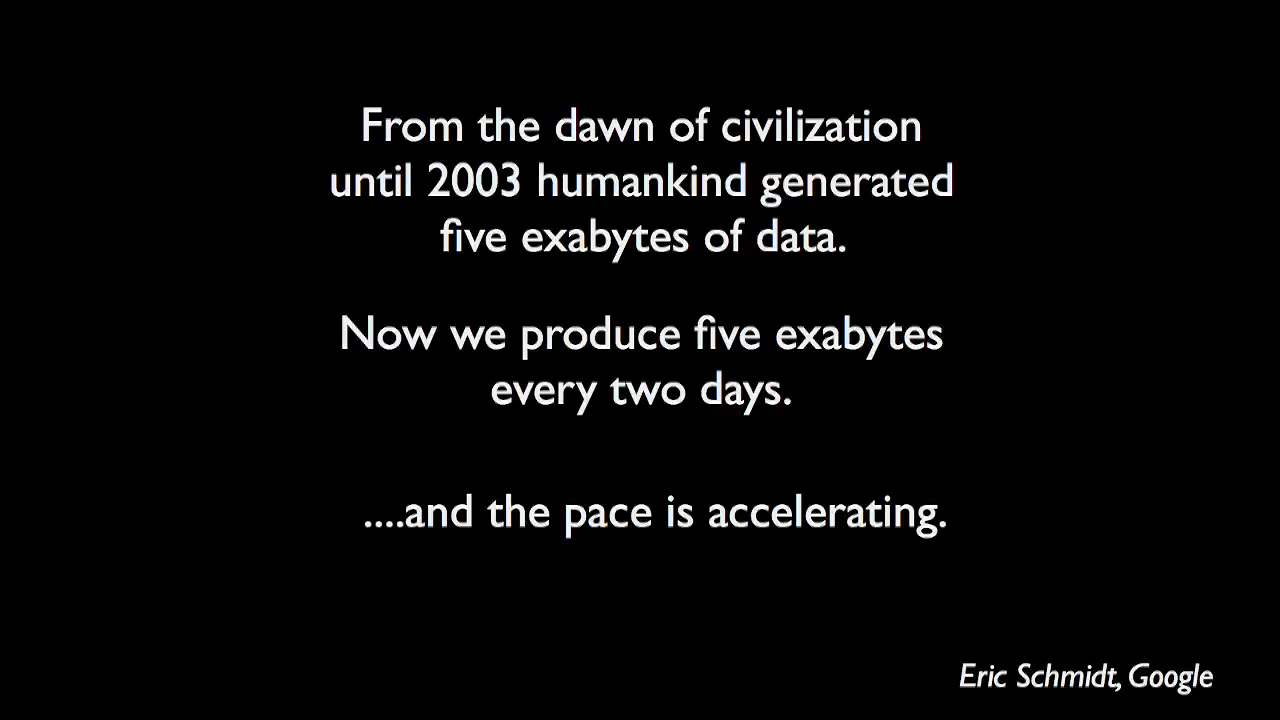 From the dawn of civilization
until 2003 humankind generated
five exabytes of data.
Now we produce five exabytes
every two days.
....and the pace is accelerating.
Eric Schmidt, Google